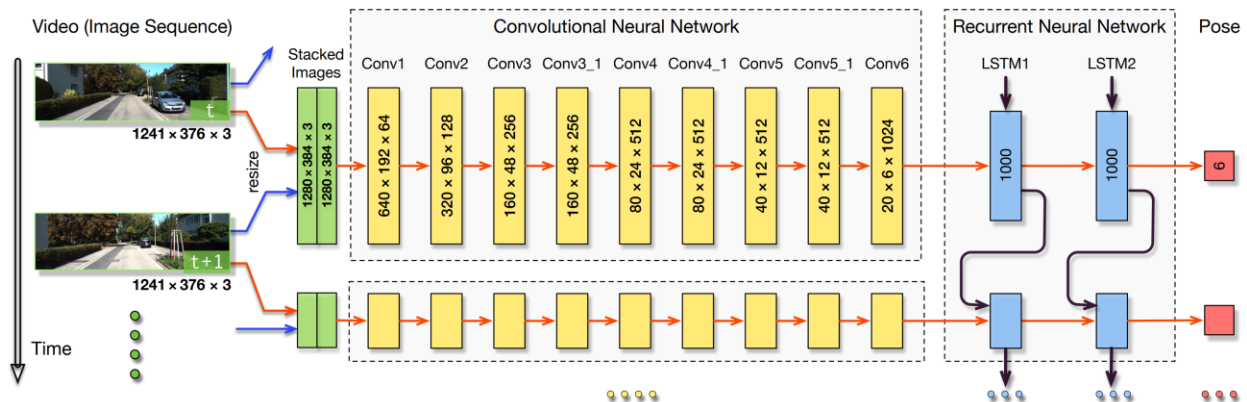 Video (Image Sequence)
Convolutional Neural Network
Recurrent Neural Network
Pose
Stacked
Images
Conv1
Conv2
Conv3
Conv3_1
Conv4
Conv4_1
Conv5
Conv5_1
Conv6
LSTM1
LSTM2
t
1241 × 376 × 3
resize
1280 × 384 × 3
1280 × 384 × 3
640 × 192 × 64
320 × 96 × 128
160 × 48 × 256
160 × 48 × 256
80 × 24 × 512
80 × 24 × 512
40 × 12 × 512
40 × 12 × 512
20 × 6 × 1024
1000
1000
6
t+1
1241 × 376 × 3
Time